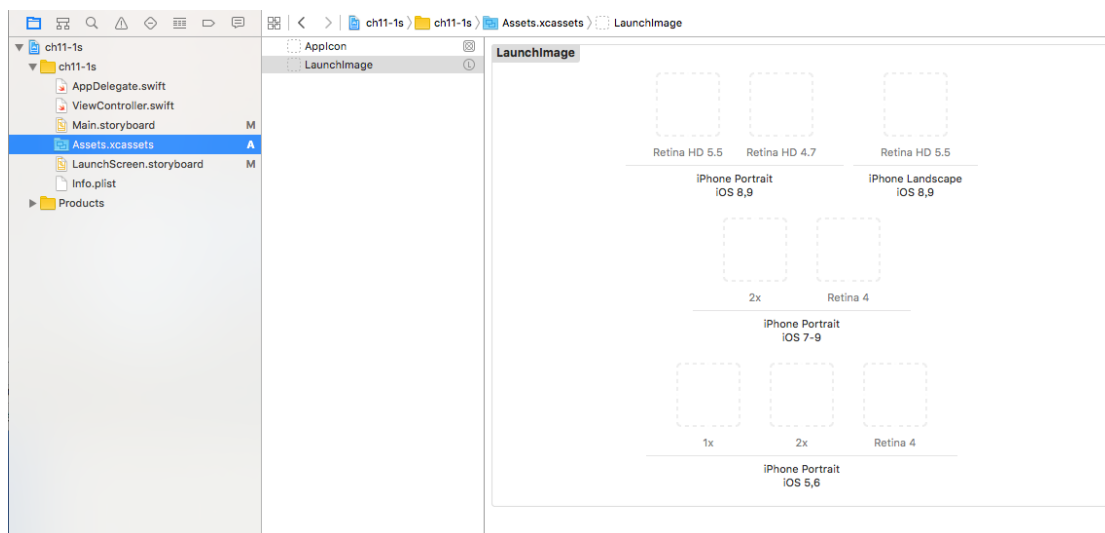 ch11-1s ch11-1s Assets.xcassets LaunchImage
ch11-1s
ch11-1s
AppDelegate.swift
ViewController.swift
Main.storyboard M
Assets.xcassets A
LaunchScreen.storyboard M
Info.plist
Products
AppIcon
LaunchImage L
LaunchImage
Retina HD 5.5 Retina HD 4.7 Retina HD 5.5
iPhone Portrait iPhone Landscape
iOS 8,9 iOS 8,9
2x Retina 4
iPhone Portrait
iOS 7-9
1x 2x Retina 4
iPhone Portrait
iOS 5,6